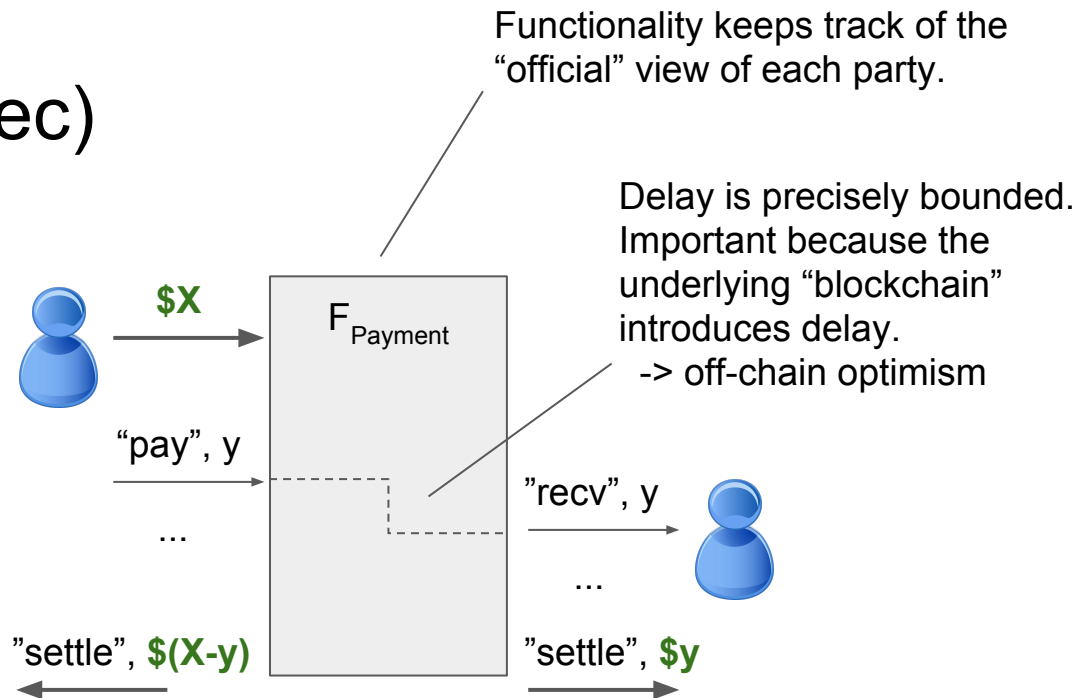 Functionality keeps track of the
“official” view of each party.
ec)
Delay is precisely bounded.
Important because the
underlying “blockchain”
introduces delay.
-> off-chain optimism
$X
F Payment
“pay”, y
”recv”, y
...
...
”settle”, $(X-y)
”settle”, $y